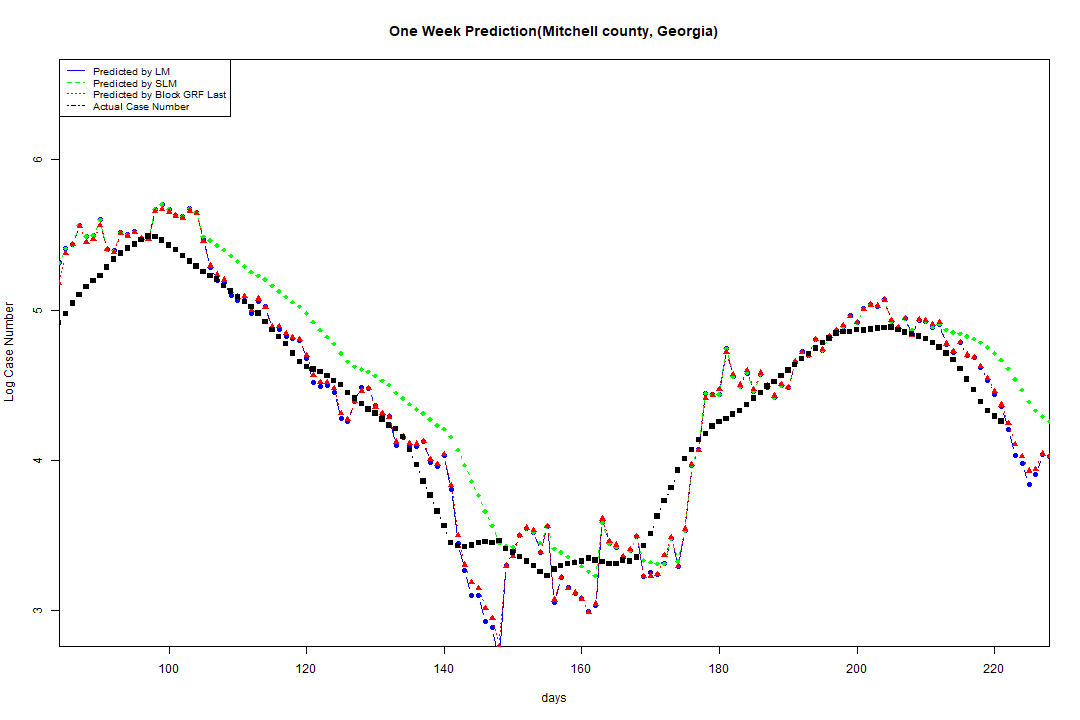 One Week Prediction(Mitchell county, Georgia)
Predicted by LM
Predicted by SLM
Predicted by Block GRF Last
Actual Case Number
6
5
4
3
Log Case Number
100 120 140 160 180 200 220
days